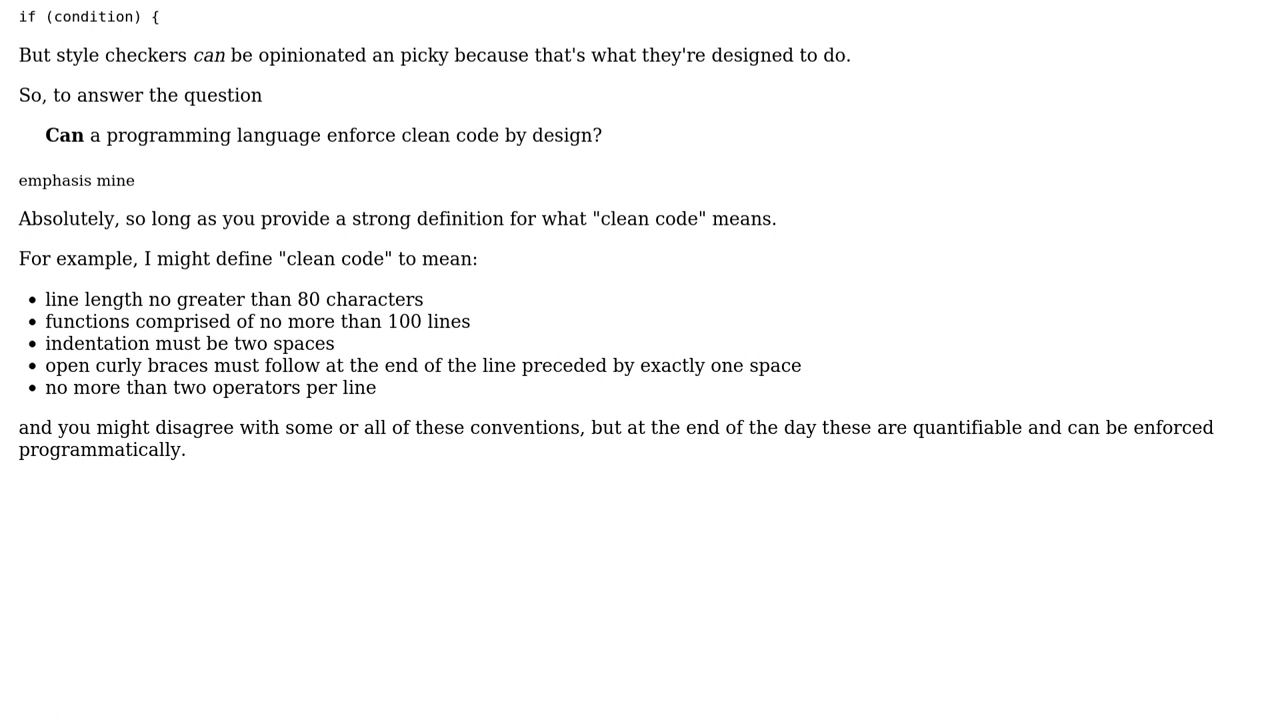 if (condition) {
But style checkers can be opinionated an picky because that's what they're designed to do.
So, to answer the question
Can a programming language enforce clean code by design?
emphasis mine
Absolutely, so long as you provide a strong definition for what "clean code" means.
For example, I might define "clean code" to mean:
• line length no greater than 80 characters
• functions comprised of no more than 100 lines
• indentation must be two spaces
• open curly braces must follow at the end of the line preceded by exactly one space
• no more than two operators per line
and you might disagree with some or all of these conventions, but at the end of the day these are quantifiable and can be enforced
programmatically.